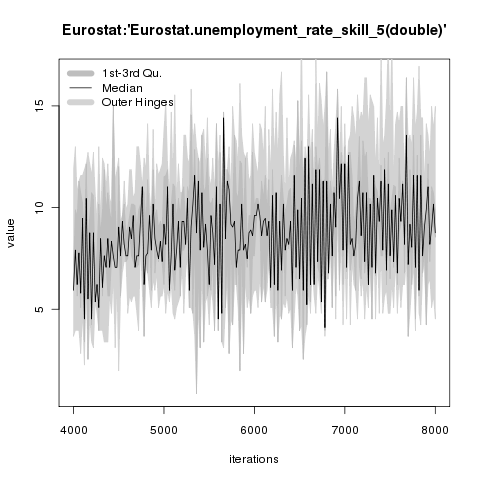 Eurostat:'Eurostat.unemployment_rate_skill_5(double)'
1st-3rd Qu.
Median
Outer Hinges
value
15
10
5
4000 5000 6000 7000 8000
iterations